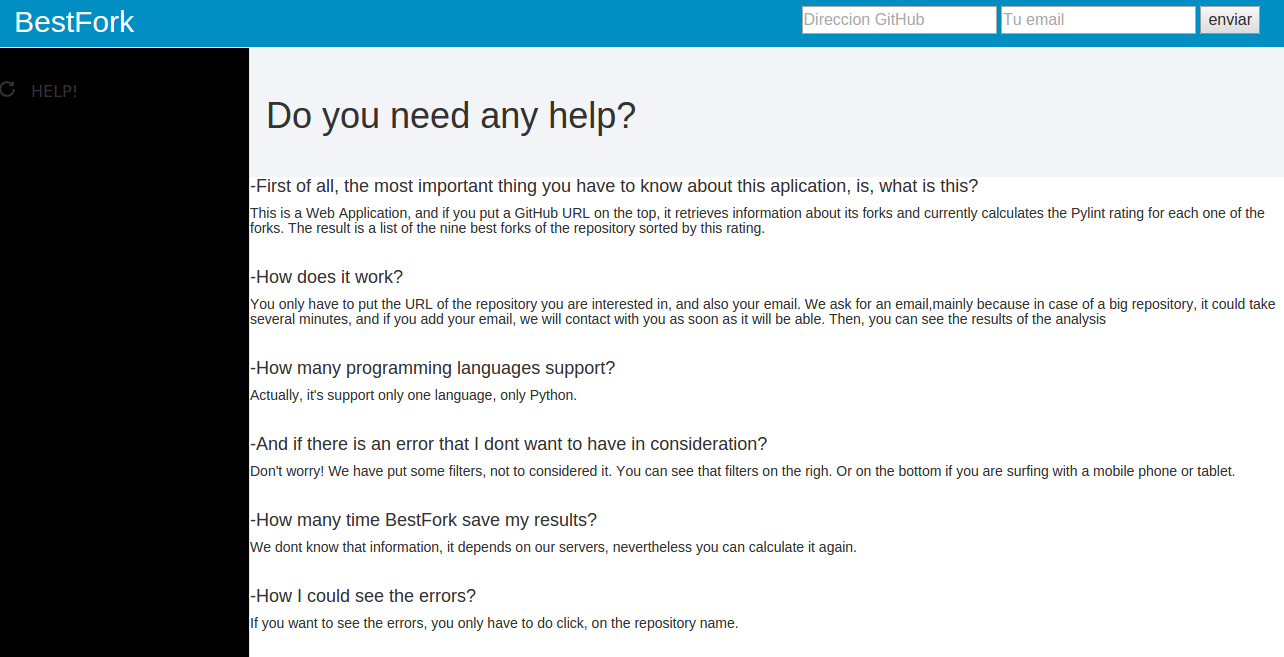 BestFork
Direccion GitHub
Tu email
enviar
HELP!
Do you need any help?
-First of all, the most important thing you have to know about this aplication, is, what is this?
This is a Web Application, and if you put a GitHub URL on the top, it retrieves information about its forks and currently calculates the Pylint rating for each one of the
forks. The result is a list of the nine best forks of the repository sorted by this rating.
-How does it work?
You only have to put the URL of the repository you are interested in, and also your email. We ask for an email,mainly because in case of a big repository, it could take
several minutes, and if you add your email, we will contact with you as soon as it will be able. Then, you can see the results of the analysis
-How many programming languages support?
Actually, it's support only one language, only Python.
-And if there is an error that I dont want to have in consideration?
Don't worry! We have put some filters, not to considered it. You can see that filters on the righ. Or on the bottom if you are surfing with a mobile phone or tablet.
-How many time BestFork save my results?
We dont know that information, it depends on our servers, nevertheless you can calculate it again.
-How I could see the errors?
If you want to see the errors, you only have to do click, on the repository name.